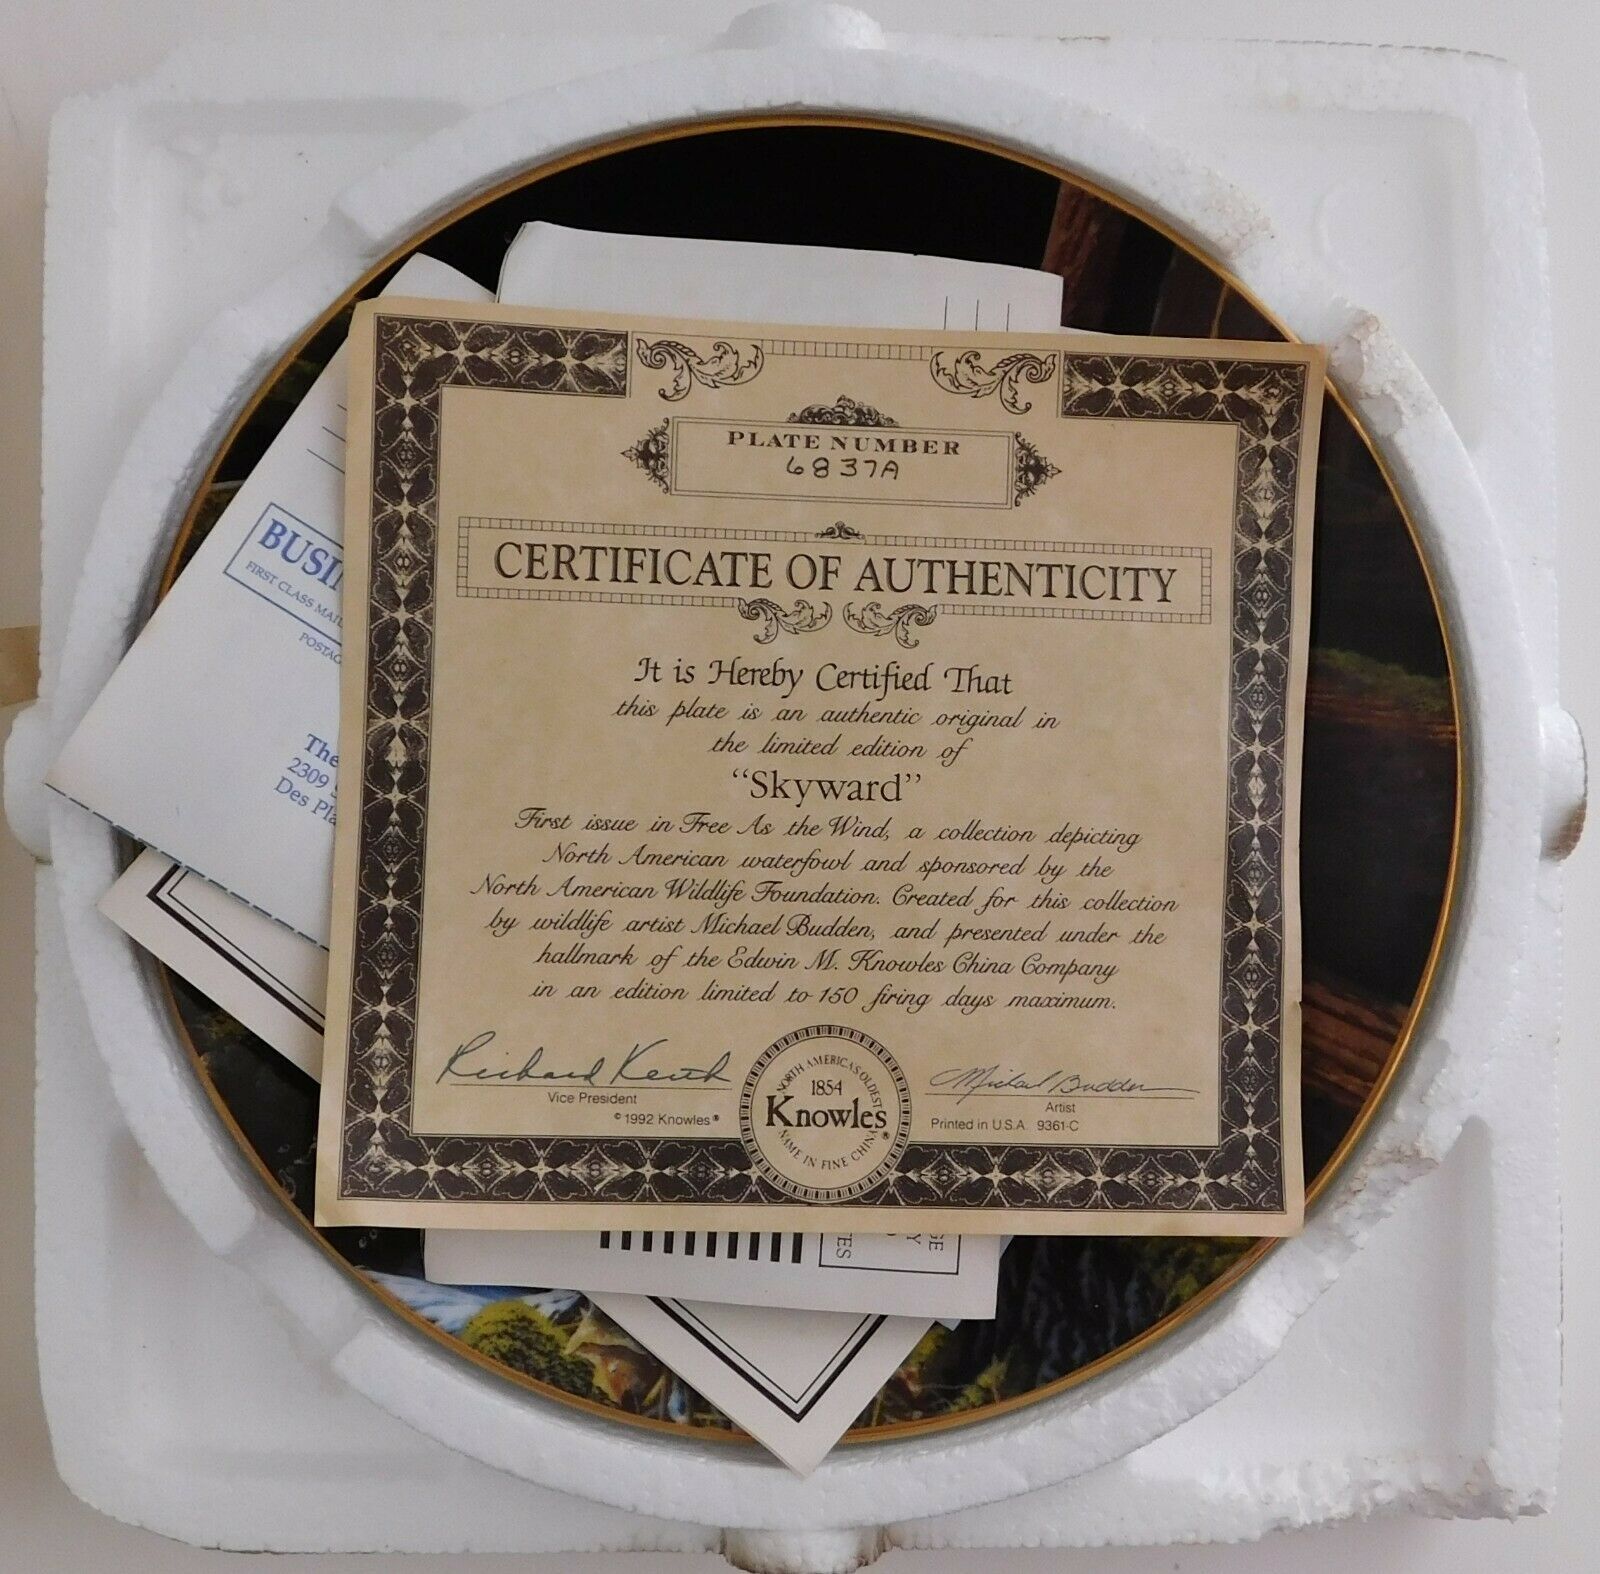 PLATE NUMBER
6837A
CERTIFICATE OF AUTHENTICITY
It is Hereby Certified That
this plate is an authentic original in
the limited edition of
“Skyward”
First issue in Free As the Wind, a collection depicting
North American waterfowl and sponsored by the
North American Wildlife Foundation. Created for this collection
by wildlife artist Michael Budden, and presented under the
hallmark of the Edwin M. Knowles China Company
in an edition limited to 150 firing days maximum.
Vice President
© 1992 Knowles®
NORTH AMERICA'S OLDEST
1854
Knowles®
NAME IN FINE CHINA
Michael Budden
Artist
Printed in U.S.A. 9361-C
FIRST CLASS MAIL
The
2309
Des